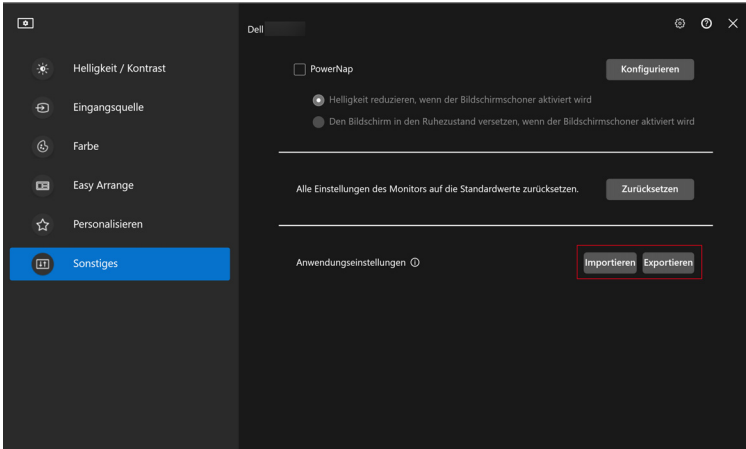 Dell
Helligkeit / Kontrast
Eingangsquelle
Farbe
Easy Arrange
Personalisieren
Sonstiges
PowerNap
Konfigurieren
Helligkeit reduzieren, wenn der Bildschirmschoner aktiviert wird
Den Bildschirm in den Ruhezustand versetzen, wenn der Bildschirmschoner aktiviert wird
Alle Einstellungen des Monitors auf die Standardwerte zurücksetzen.
Zurücksetzen
Anwendungseinstellungen
Importieren
Exportieren